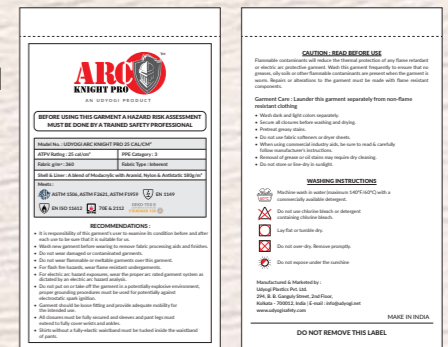 ARC
KNIGHT PRO
AN UDYOGI PRODUCT
BEFORE USING THIS GARMENT A HAZARD RISK ASSESSMENT
MUST BE DONE BY A TRAINED SAFETY PROFESSIONAL
Model No. : UDYOGI ARC KNIGHT PRO 25 CAL/CM²
ATPV Rating : 25 cal/cm²
PPE Category : 3
Fabric g/m² : 360
Fabric Type : Inherent
Shell & Liner : A blend of Modacrylic with Aramid, Nylon & Antistatic 180g/m²
Meets :
ASTM 1506, ASTM F2621, ASTM F1959
EN 1149
EN ISO 11612
70E & 2112
RECOMMENDATIONS :
• It is responsibility of this garment's user to examine its condition before and after
each use to be sure that it is suitable for us.
• Wash new garment before wearing to remove fabric processing aids and finishes.
• Do not wear damaged or contaminated garments.
• Do not wear flammable or meltable garments over this garment.
• For flash fire hazards, wear flame resistant undergarments.
• For electric arc hazard exposures, wear the proper arc rated garment system as
dictated by an electric arc hazard analysis.
• Do not put on or take off the garment in a potentially explosive environment,
proper grounding procedures must be used for potentially against
electrostatic spark ignition.
• Garment should be loose fitting and provide adequate mobility for
the intended use.
• All closures must be fully secured and sleeves and pant legs must
extend to fully cover wrists and ankles.
• Shirts without a fully-elastic waistband must be tucked inside the waistband
of pants.
CAUTION : READ BEFORE USE
Flammable contaminants will reduce the thermal protection of any flame retardant
or electric arc protective garment. Wash this garment frequently to ensure that no
greases, oily soils or other flammable contaminants are present when the garment is
worn. Repairs or alterations to the garment must be made with flame resistant
components.
Garment Care : Launder this garment separately from non-flame
resistant clothing
• Wash dark and light colors separately.
• Secure all closures before washing and drying.
• Pretreat greasy stains.
• Do not use fabric softeners or dryer sheets.
• When using commercial industry aids, be sure to read & carefully
follow manufacturer's instructions.
• Removal of grease or oil stains may require dry cleaning.
• Do not store or line-dry in sunlight.
WASHING INSTRUCTIONS
Machine wash in water (maximum 140°F (60°C) with a
commercially available detergent.
Do not use chlorine bleach or detergent
containing chlorine bleach.
Lay flat or tumble dry.
Do not over-dry. Remove promptly.
Do not expose under the sunshine
Manufactured & Marketed by :
Udyogi Plastics Pvt. Ltd.
294, B. B. Ganguly Street, 2nd Floor,
Kolkata - 700012, India | E-mail : info@udyogi.net
www.udyogisafety.com
MAKE IN INDIA
DO NOT REMOVE THIS LABEL